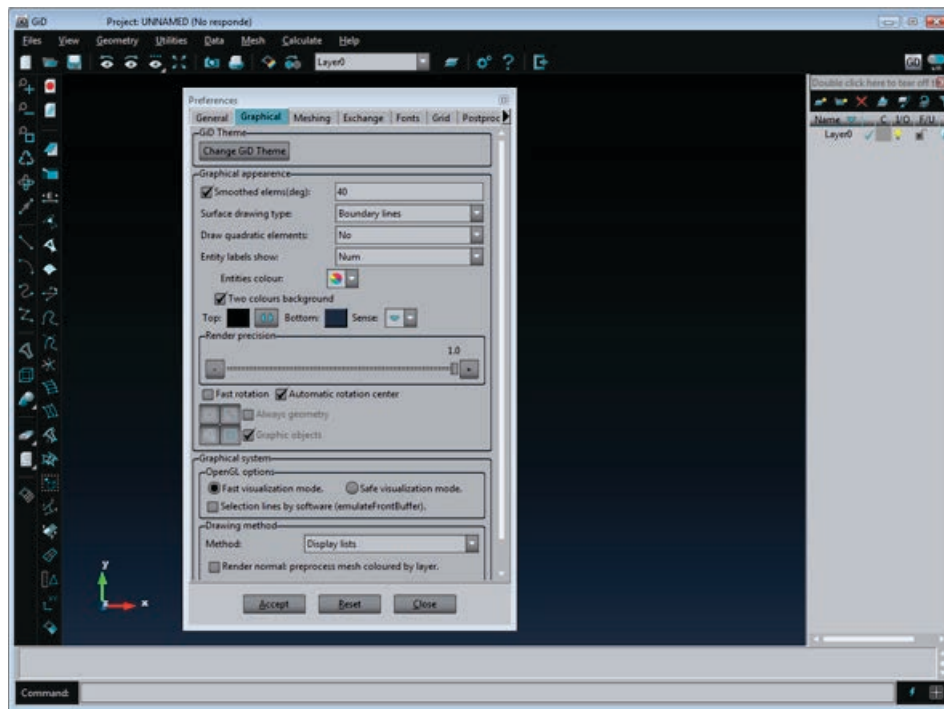 GiD Project: UNNAMED (No responde)
Files View Geometry Utilities Data Mesh Calculate Help
Layer0
GD
Double click here to tear off
Preferences
General Graphical Meshing Exchange Fonts Grid Postproc
Name C I/O F/U
Layer0
GiD Theme
Change GiD Theme
Graphical appearence
Smoothed elems(deg): 40
Surface drawing type: Boundary lines
Draw quadratic elements: No
Entity labels show: Num
Entities colour:
Two colours background
Top: Bottom: Sense:
Render precision
1.0
Fast rotation Automatic rotation center
Always geometry
Graphic objects
Graphical system
OpenGL options
Fast visualization mode. Safe visualization mode.
Selection lines by software (emulateFrontBuffer).
Drawing method
Method: Display lists
Render normal: preprocess mesh coloured by layer.
y
x
Accept Reset Close
Command: